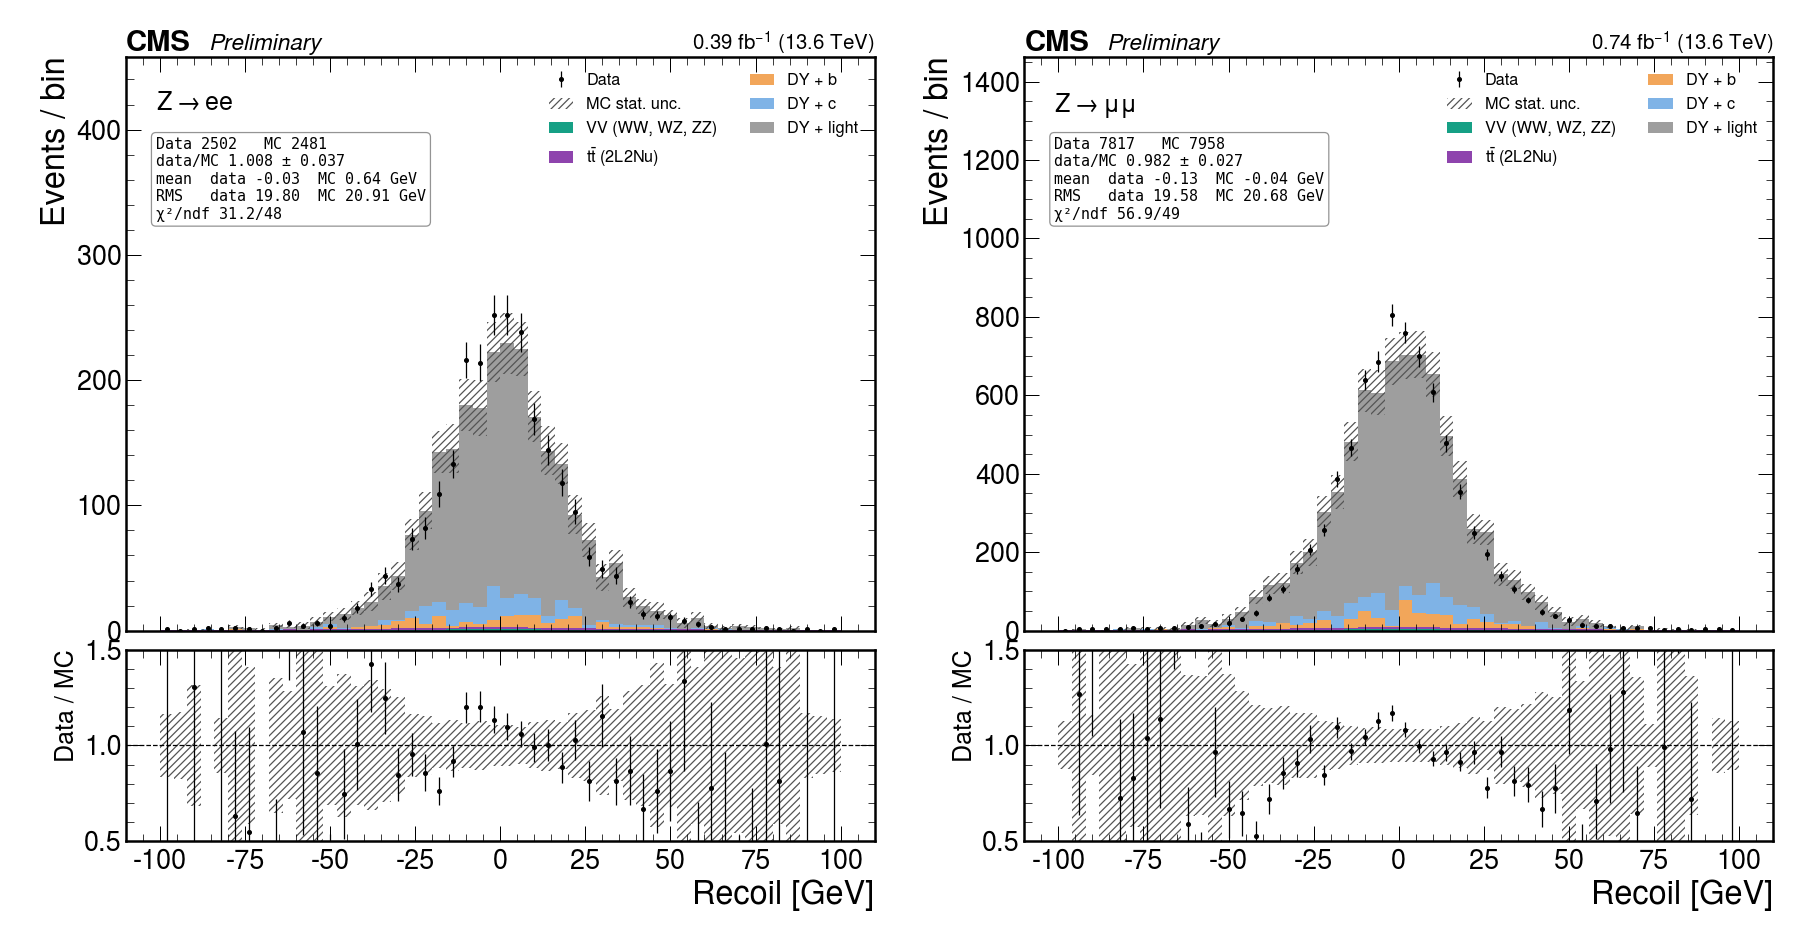 CMS Preliminary 0.39 fb⁻¹ (13.6 TeV)
Events / bin
Z → ee
Data 2502   MC 2481
data/MC 1.008 ± 0.037
mean  data -0.03  MC 0.64 GeV
RMS   data 19.80  MC 20.91 GeV
χ²/ndf 31.2/48
Data
MC stat. unc.
VV (WW, WZ, ZZ)
tt̄ (2L2Nu)
DY + b
DY + c
DY + light
400
300
200
100
0
Data / MC
1.5
1.0
0.5
-100 -75 -50 -25 0 25 50 75 100
Recoil [GeV]
CMS Preliminary 0.74 fb⁻¹ (13.6 TeV)
Events / bin
Z → μμ
Data 7817   MC 7958
data/MC 0.982 ± 0.027
mean  data -0.13  MC -0.04 GeV
RMS   data 19.58  MC 20.68 GeV
χ²/ndf 56.9/49
Data
MC stat. unc.
VV (WW, WZ, ZZ)
tt̄ (2L2Nu)
DY + b
DY + c
DY + light
1400
1200
1000
800
600
400
200
0
Data / MC
1.5
1.0
0.5
-100 -75 -50 -25 0 25 50 75 100
Recoil [GeV]